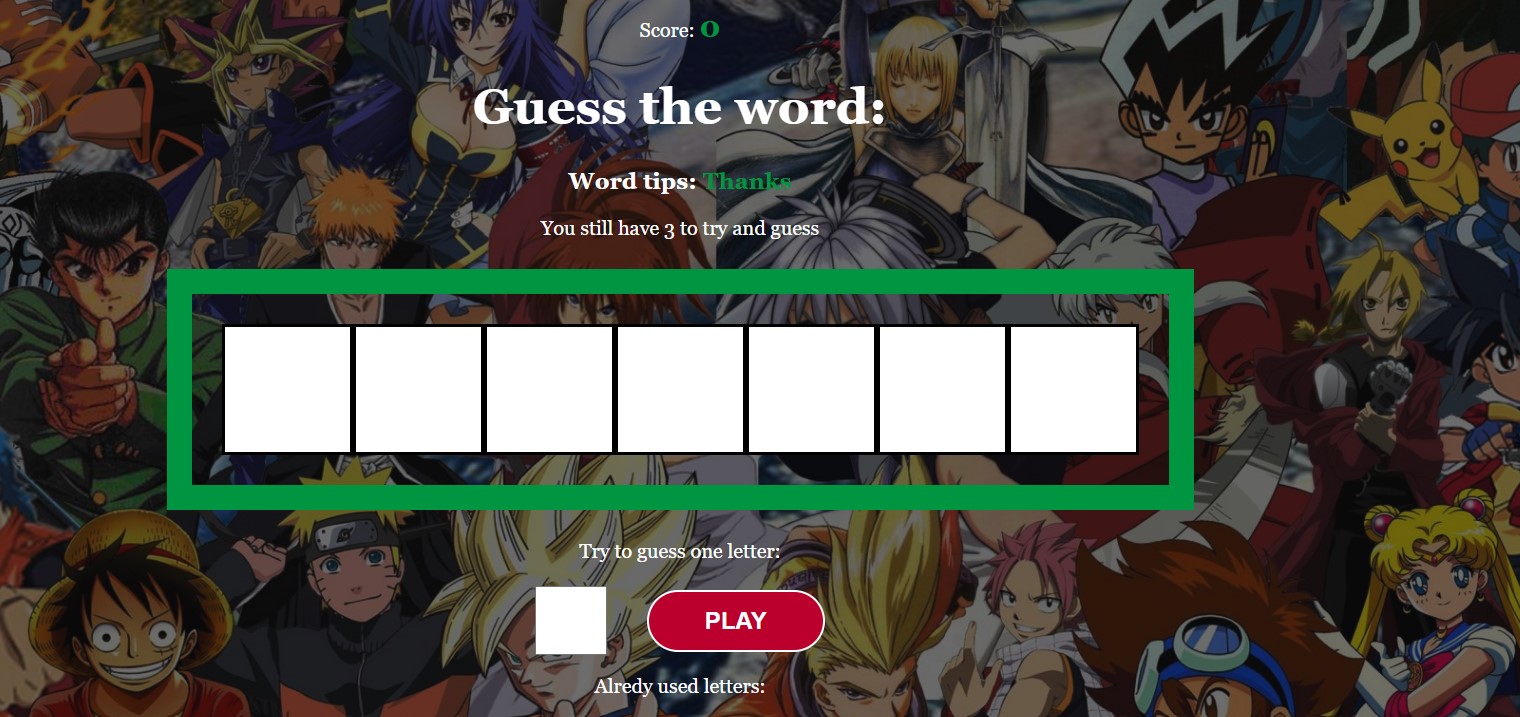 Score: 0
Guess the word:
Word tips: Thanks
You still have 3 to try and guess
Try to guess one letter:
PLAY
Alredy used letters: